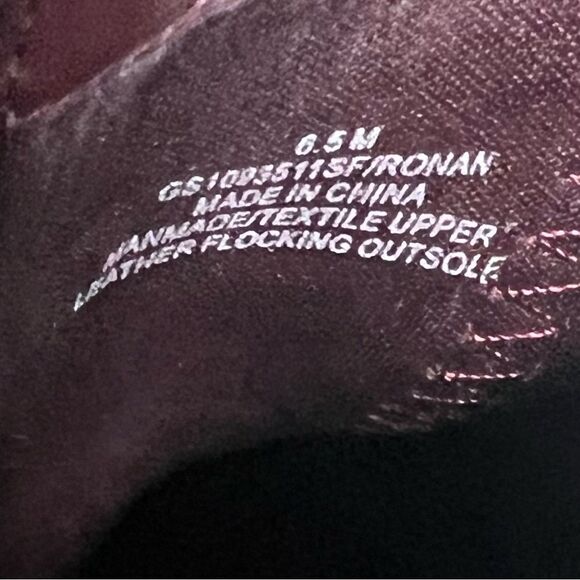 6.5 M
GS1093511SF/RONAN
MADE IN CHINA
MANMADE/TEXTILE UPPER
LEATHER FLOCKING OUTSOLE